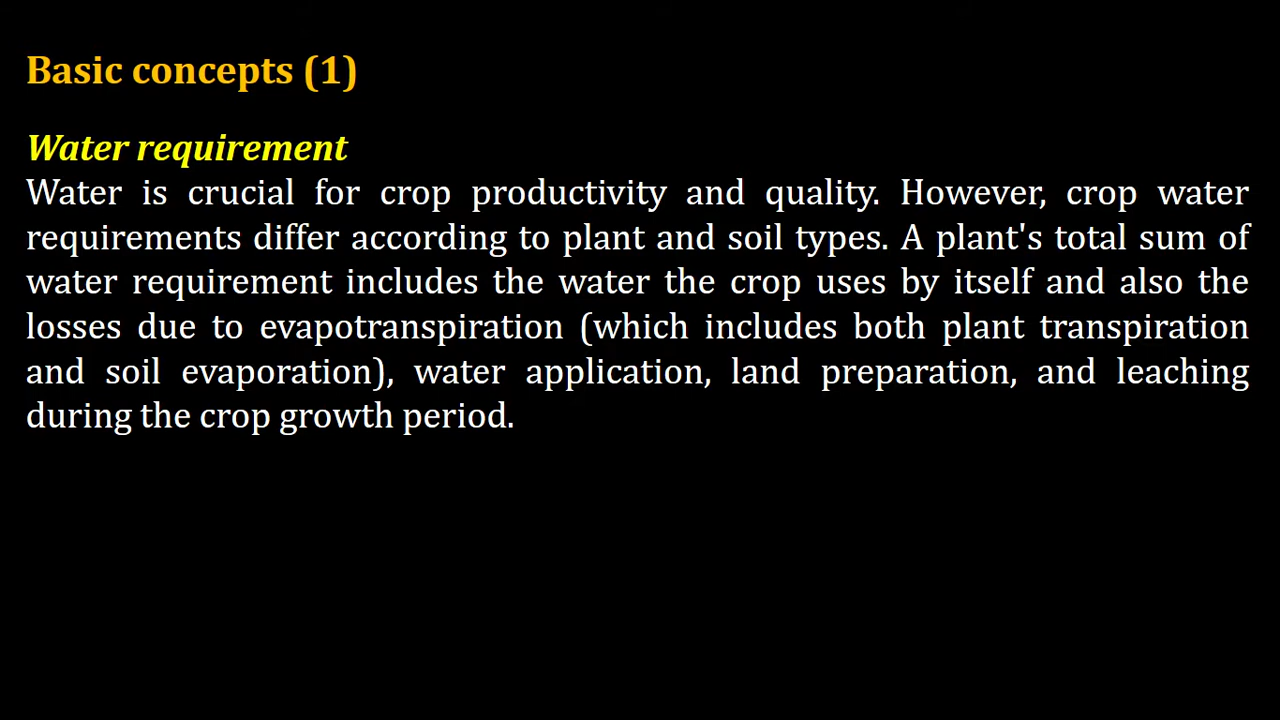 Basic concepts (1)
Water requirement
Water is crucial for crop productivity and quality. However, crop water
requirements differ according to plant and soil types. A plant's total sum of
water requirement includes the water the crop uses by itself and also the
losses due to evapotranspiration (which includes both plant transpiration
and soil evaporation), water application, land preparation, and leaching
during the crop growth period.